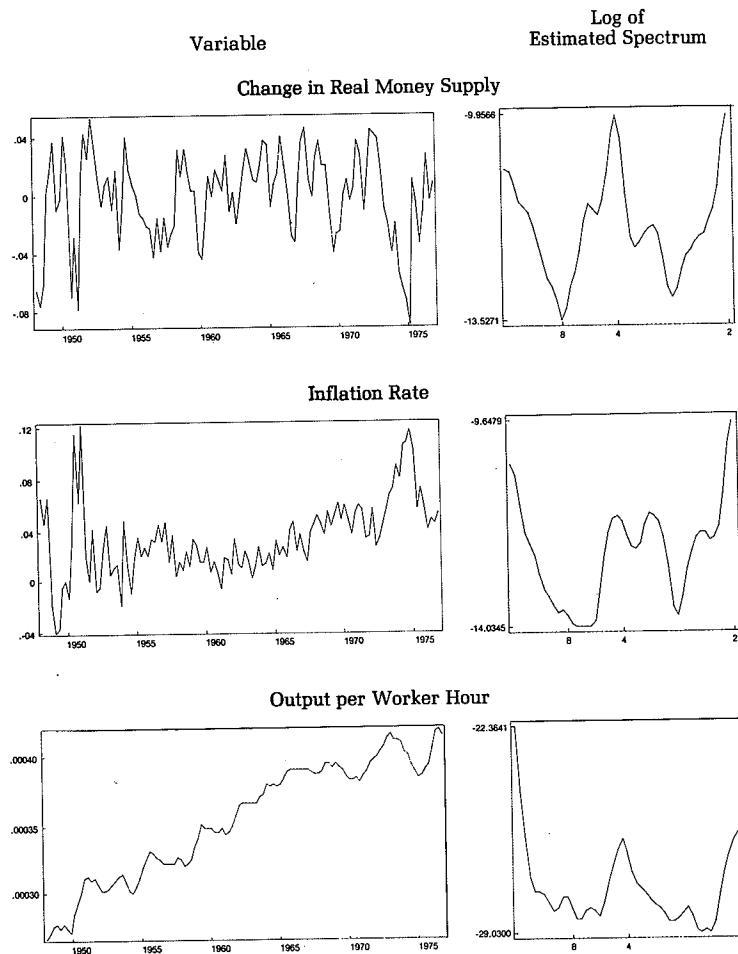 Variable
Log of
Estimated Spectrum
Change in Real Money Supply
.04
0
-.04
-.08
1950 1955 1960 1965 1970 1975
-9.9566
-13.5271
8 4 2
Inflation Rate
.12
.08
.04
0
-.04
1950 1955 1960 1965 1970 1975
-9.6479
-14.0345
8 4 2
Output per Worker Hour
.00040
.00035
.00030
1950 1955 1960 1965 1970 1975
-22.3641
-29.0300
8 4